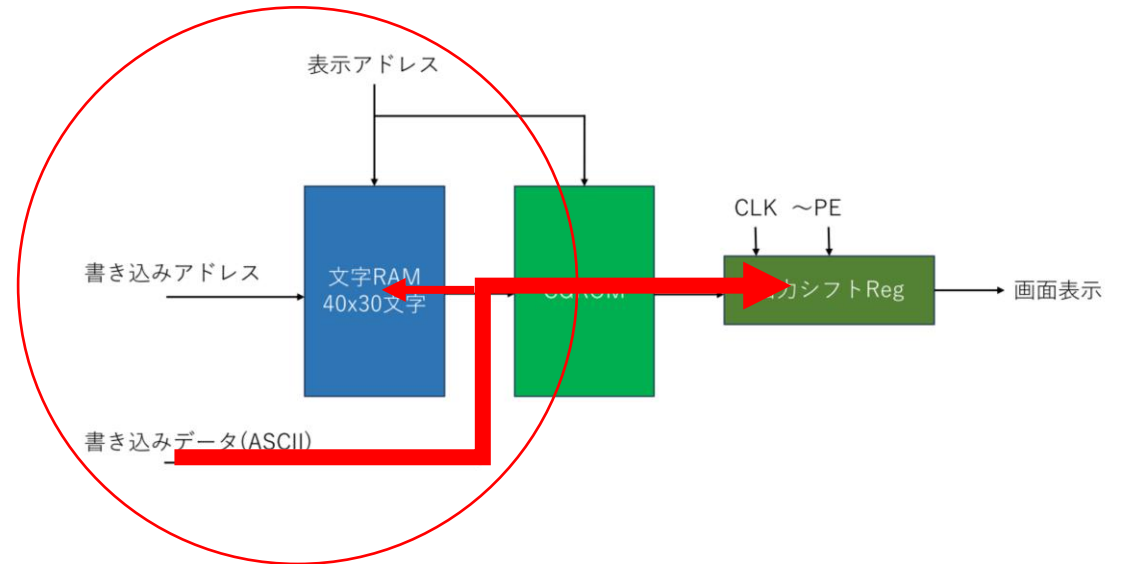 表示アドレス
CLK ～PE
書き込みアドレス
文字RAM
40x30文字
力シフトReg
画面表示
書き込みデータ(ASCII)